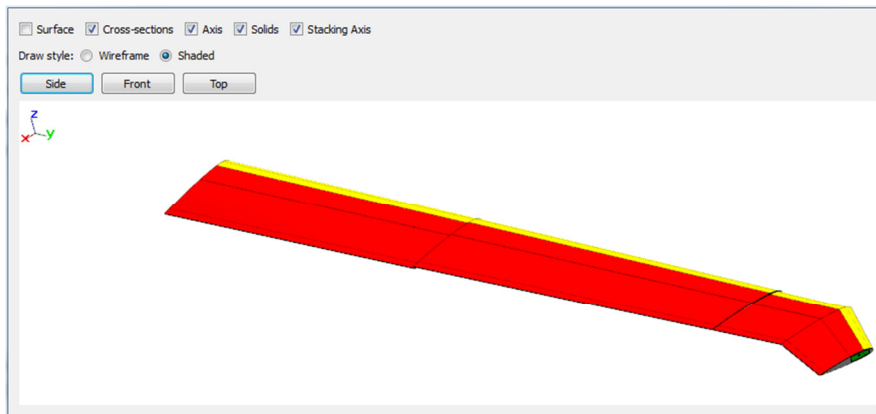 Surface Cross-sections Axis Solids Stacking Axis
Draw style: Wireframe Shaded
Side Front Top
z
x y